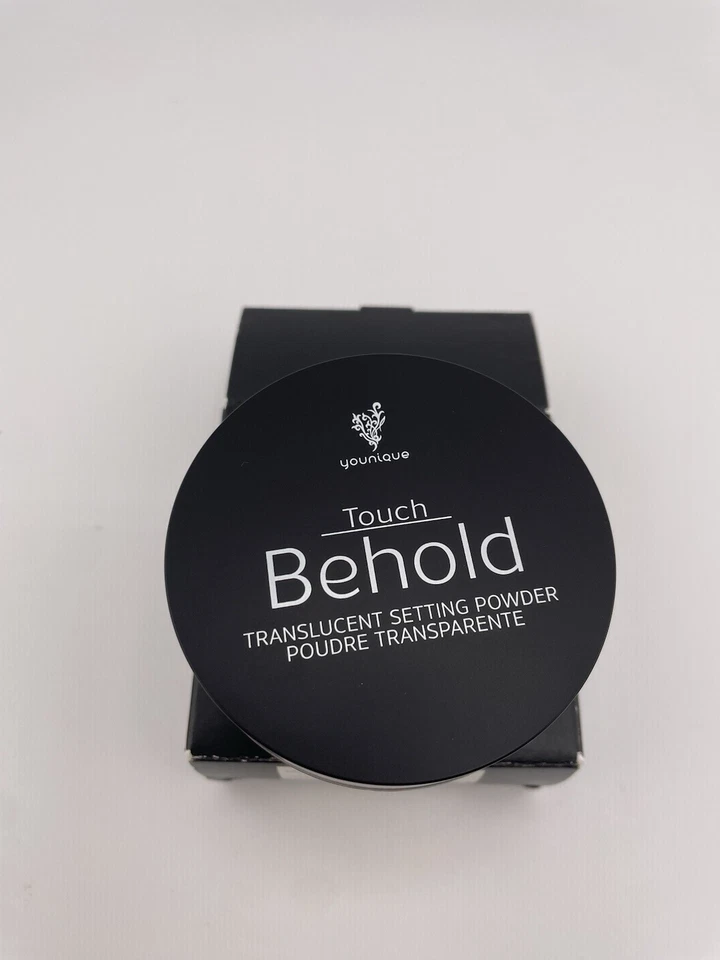 younique
Touch
Behold
TRANSLUCENT SETTING POWDER
POUDRE TRANSPARENTE